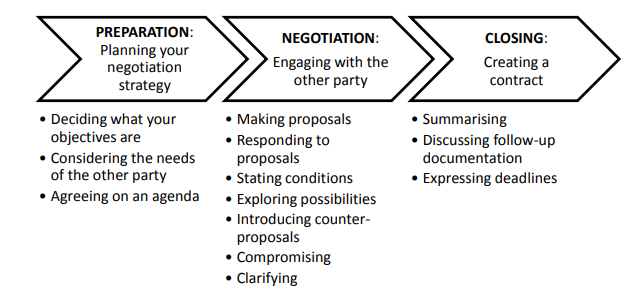 PREPARATION:
Planning your
negotiation
strategy
• Deciding what your
objectives are
• Considering the needs
of the other party
• Agreeing on an agenda
NEGOTIATION:
Engaging with the
other party
• Making proposals
• Responding to
proposals
• Stating conditions
• Exploring possibilities
• Introducing counter-
proposals
• Compromising
• Clarifying
CLOSING:
Creating a
contract
• Summarising
• Discussing follow-up
documentation
• Expressing deadlines